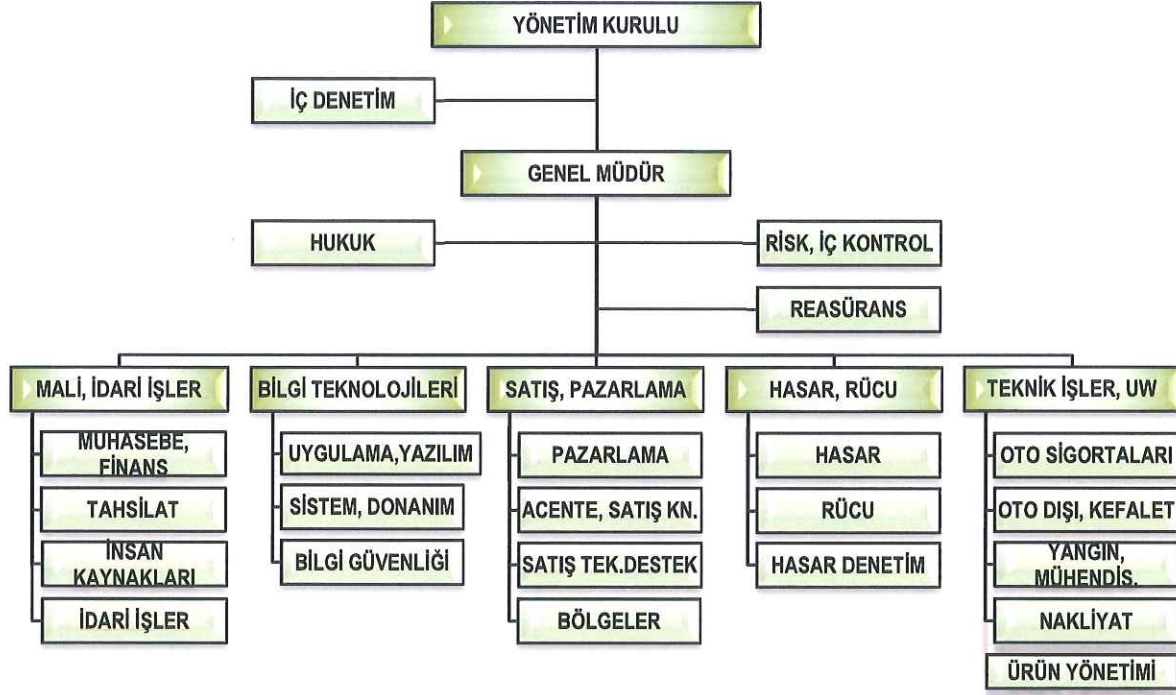 YÖNETİM KURULU
İÇ DENETİM
GENEL MÜDÜR
HUKUK
RİSK, İÇ KONTROL
REASÜRANS
MALİ, İDARİ İŞLER
MUHASEBE,
FİNANS
TAHSİLAT
İNSAN
KAYNAKLARI
İDARİ İŞLER
BİLGİ TEKNOLOJİLERİ
UYGULAMA,YAZILIM
SİSTEM, DONANIM
BİLGİ GÜVENLİĞİ
SATIŞ, PAZARLAMA
PAZARLAMA
ACENTE, SATIŞ KN.
SATIŞ TEK.DESTEK
BÖLGELER
HASAR, RÜCU
HASAR
RÜCU
HASAR DENETİM
TEKNİK İŞLER, UW
OTO SİGORTALARI
OTO DIŞI, KEFALET
YANGIN,
MÜHENDİS.
NAKLİYAT
ÜRÜN YÖNETİMİ